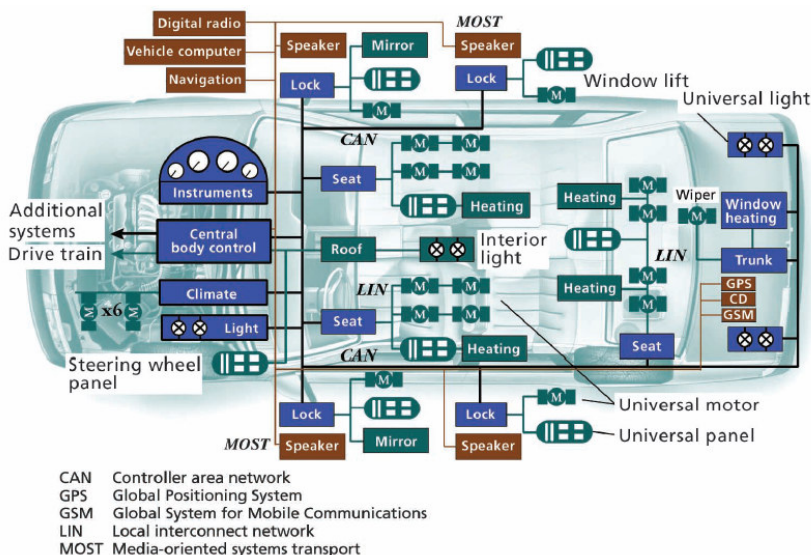 Digital radio
MOST
Vehicle computer
Speaker
Mirror
Speaker
Navigation
Lock
Lock
Window lift
M
M
Universal light
CAN
M M
Instruments
Seat
M M
M
Wiper
Heating
Heating
M
M
Window heating
Additional systems
Central body control
Drive train
Roof
Interior light
LIN
Trunk
LIN
M
GPS
Climate
M M
Heating
CD
M x6 M
M M
M
GSM
Light
Seat
Steering wheel panel
CAN
Heating
Seat
M
M
Universal motor
Lock
Lock
Universal panel
MOST
Speaker
Mirror
Speaker
CAN Controller area network
GPS Global Positioning System
GSM Global System for Mobile Communications
LIN Local interconnect network
MOST Media-oriented systems transport